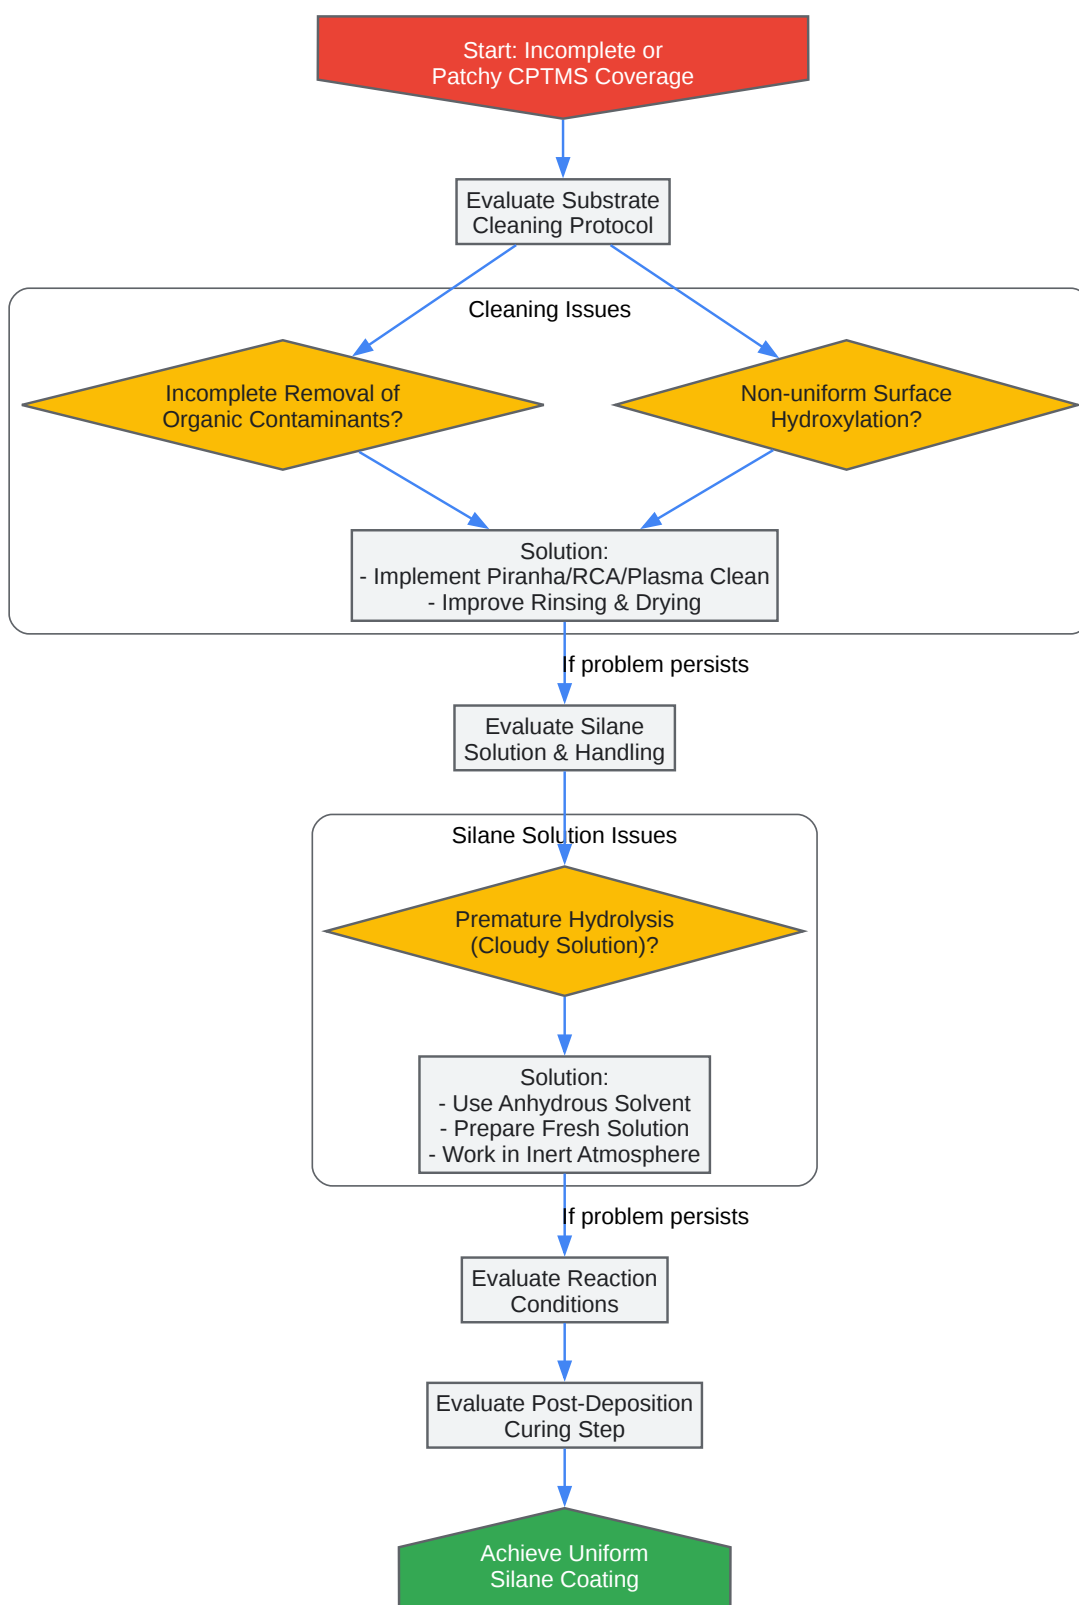 Start: Incomplete or
Patchy CPTMS Coverage
Evaluate Substrate
Cleaning Protocol
Cleaning Issues
Incomplete Removal of
Organic Contaminants?
Non-uniform Surface
Hydroxylation?
Solution:
- Implement Piranha/RCA/Plasma Clean
- Improve Rinsing & Drying
If problem persists
Evaluate Silane
Solution & Handling
Silane Solution Issues
Premature Hydrolysis
(Cloudy Solution)?
Solution:
- Use Anhydrous Solvent
- Prepare Fresh Solution
- Work in Inert Atmosphere
If problem persists
Evaluate Reaction
Conditions
Evaluate Post-Deposition
Curing Step
Achieve Uniform
Silane Coating